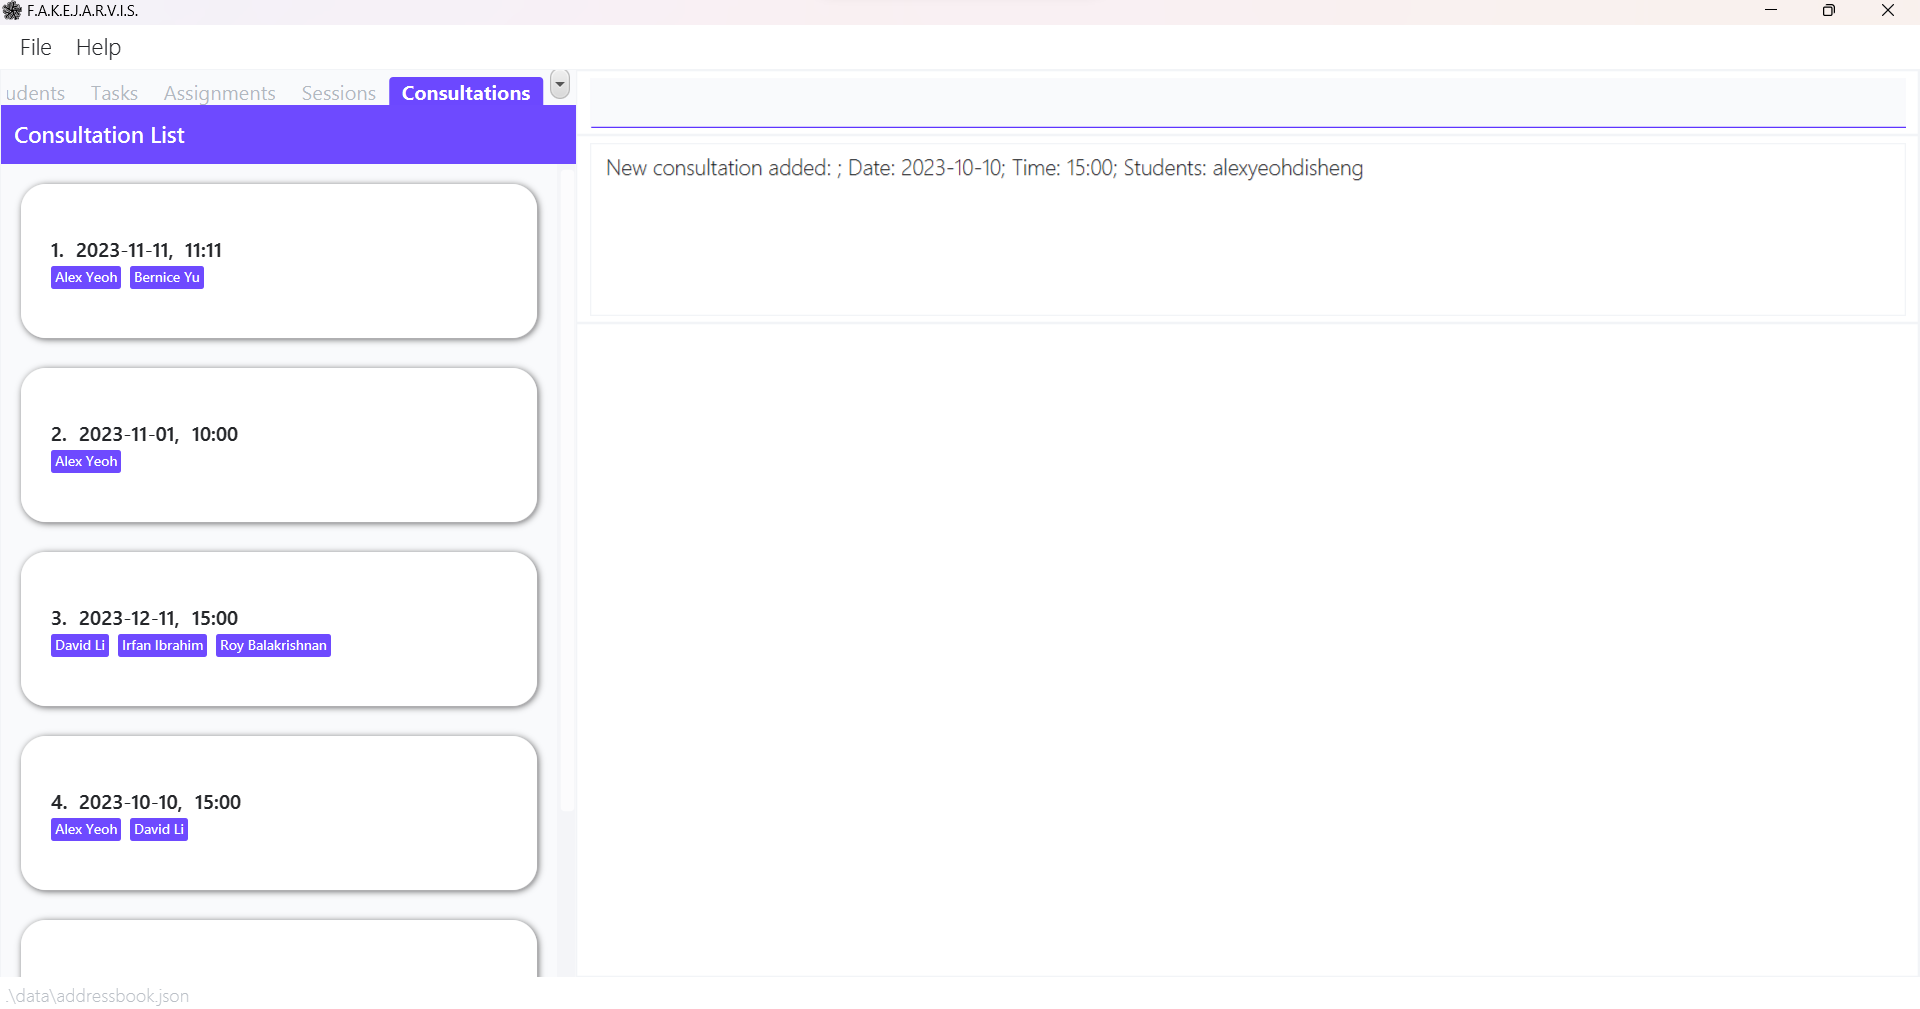 F.A.K.E.J.A.R.V.I.S.
File Help
udents Tasks Assignments Sessions Consultations
Consultation List
1. 2023-11-11, 11:11
Alex Yeoh Bernice Yu
2. 2023-11-01, 10:00
Alex Yeoh
3. 2023-12-11, 15:00
David Li Irfan Ibrahim Roy Balakrishnan
4. 2023-10-10, 15:00
Alex Yeoh David Li
New consultation added: ; Date: 2023-10-10; Time: 15:00; Students: alexyeohdisheng
.\data\addressbook.json